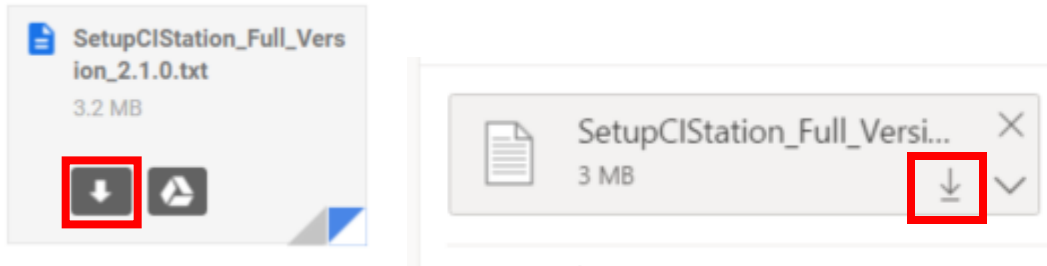 SetupCIStation_Full_Vers
ion_2.1.0.txt
3.2 MB
SetupCIStation_Full_Versi...
3 MB